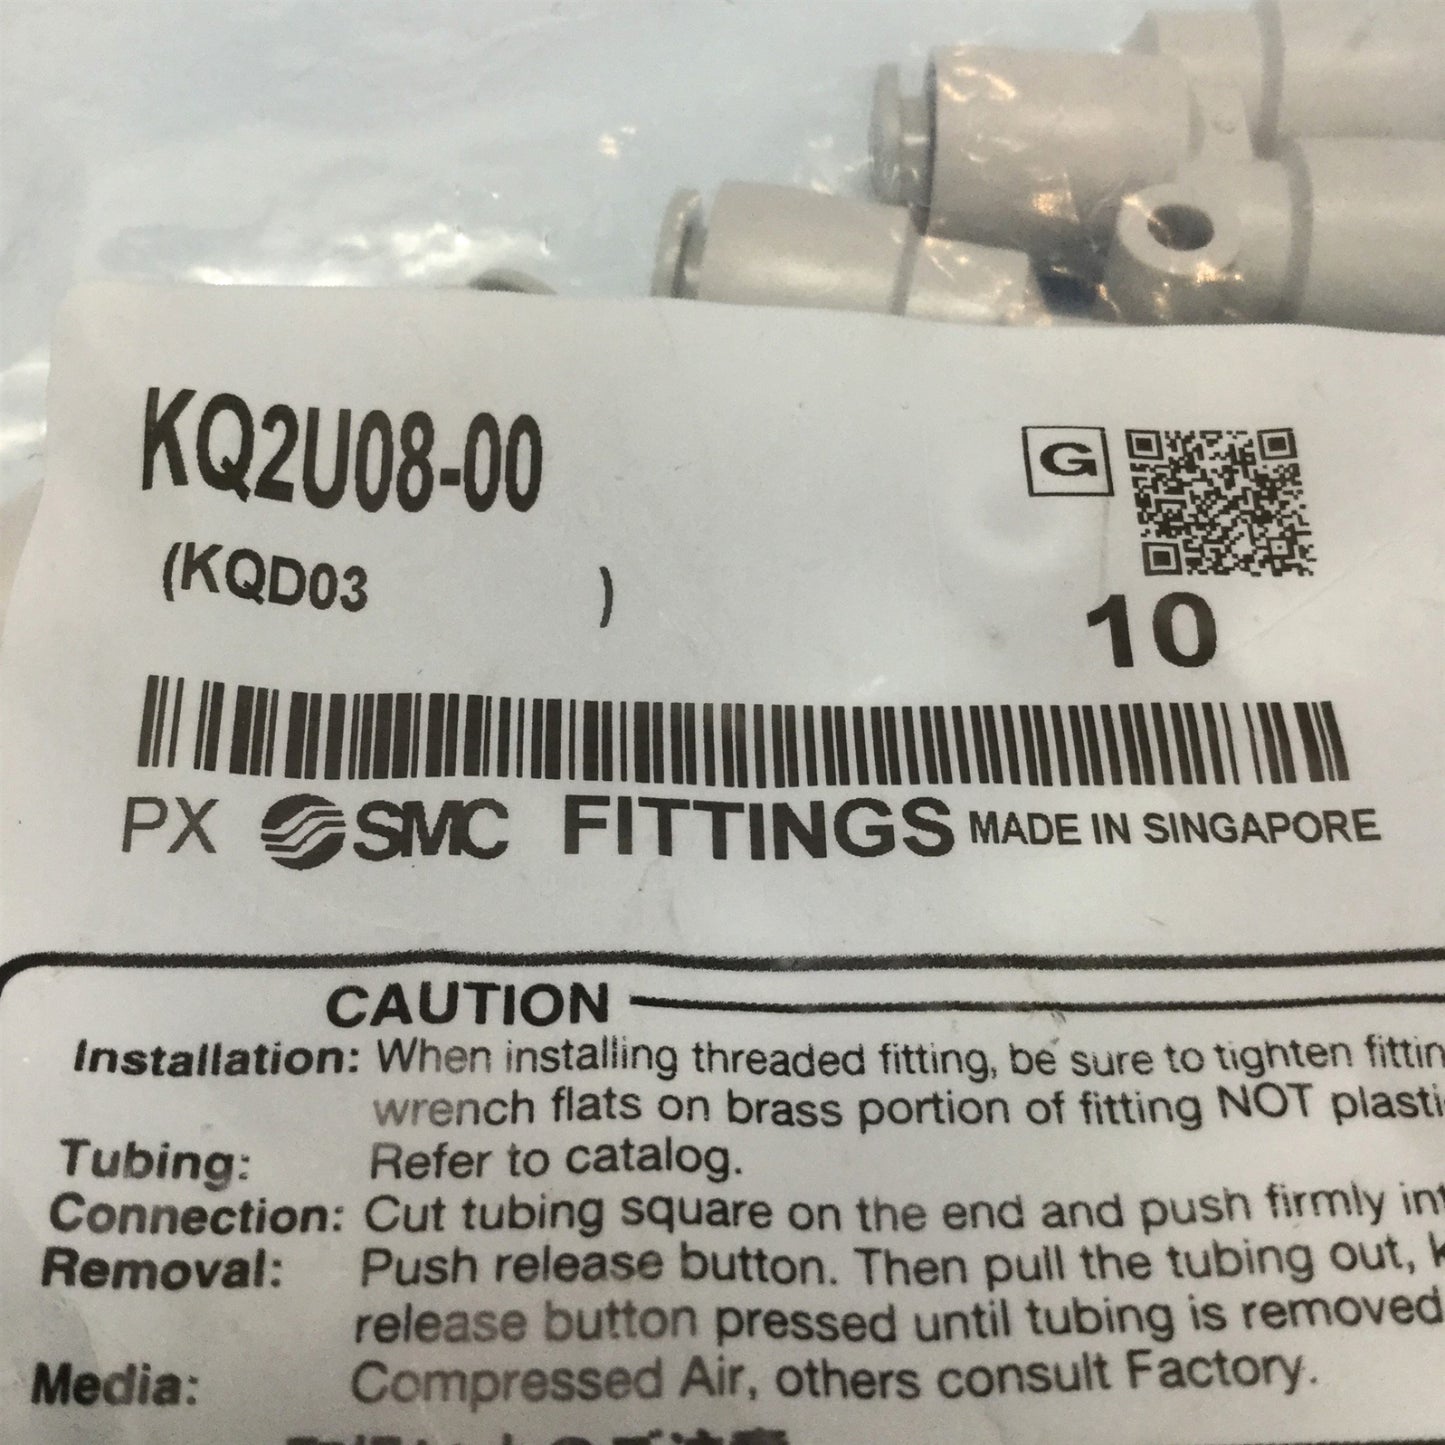 KQ2U08-00
G
(KQD03 )
10
PX SMC FITTINGS MADE IN SINGAPORE
CAUTION
Installation: When installing threaded fitting, be sure to tighten
wrench flats on brass portion of fitting NOT
Tubing: Refer to catalog.
Connection: Cut tubing square on the end and push firmly
Removal: Push release button. Then pull the tubing out,
release button pressed until tubing is removed
Media: Compressed Air, others consult Factory.